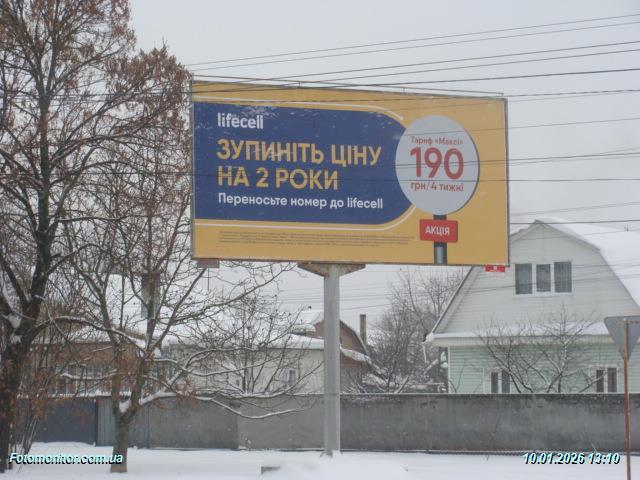 lifecell
ЗУПИНІТЬ ЦІНУ
НА 2 РОКИ
Переносьте номер до lifecell
Тариф «Максі»
190
грн/4 тижні
АКЦІЯ
Fotomonitor.com.ua
10.01.2026 13:10